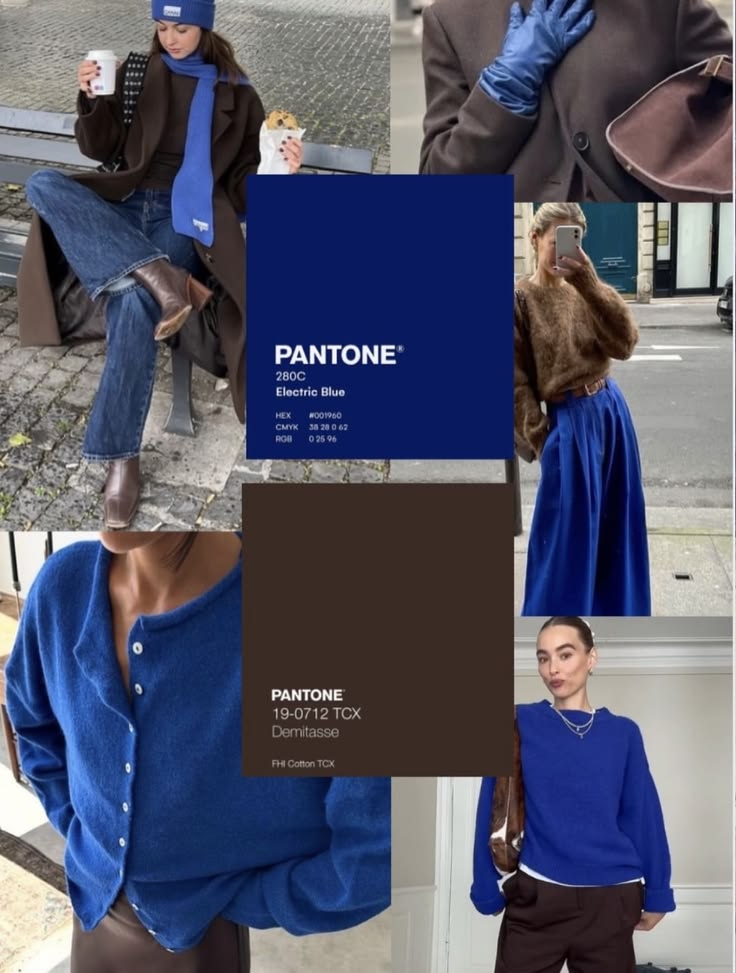 PANTONE®
280C
Electric Blue
HEX #001960
CMYK 38 28 0 62
RGB 0 25 96
PANTONE®
19-0712 TCX
Demitasse
FHI Cotton TCX